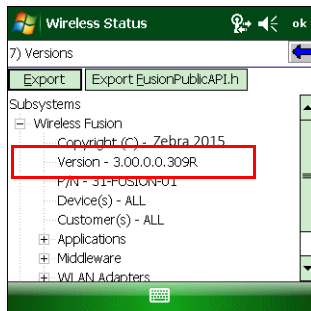 Wireless Status
ok
7) Versions
Export
Export FusionPublicAPI.h
Subsystems
Wireless Fusion
Copyright (C) - Zebra 2015
Version - 3.00.0.0.309R
P/N - 31-FUSION-01
Device(s) - ALL
Customer(s) - ALL
Applications
Middleware
WLAN Adapters